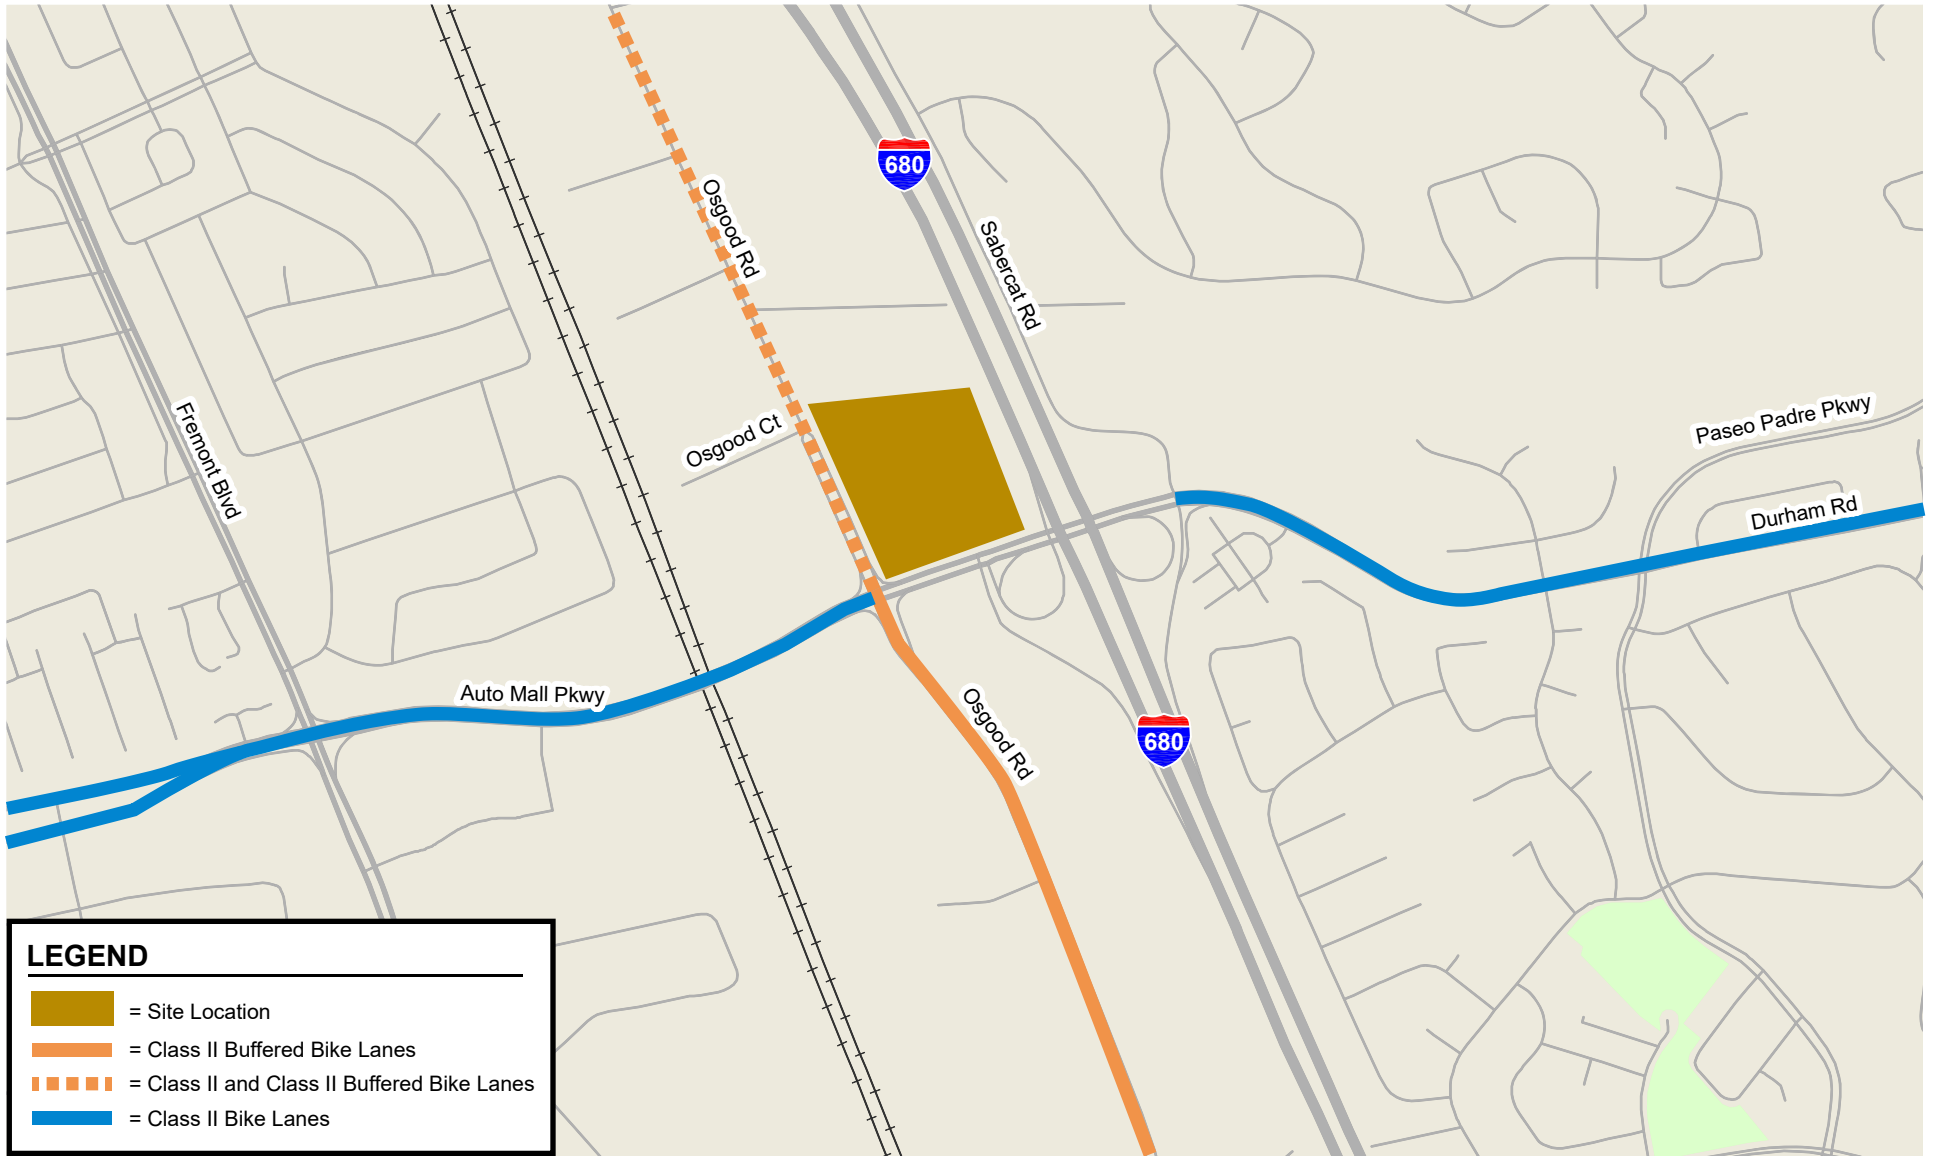 680
Osgood Rd
Sabercat Rd
Fremont Blvd
Osgood Ct
Paseo Padre Pkwy
Durham Rd
Auto Mall Pkwy
Osgood Rd
680
LEGEND
= Site Location
= Class II Buffered Bike Lanes
= Class II and Class II Buffered Bike Lanes
= Class II Bike Lanes